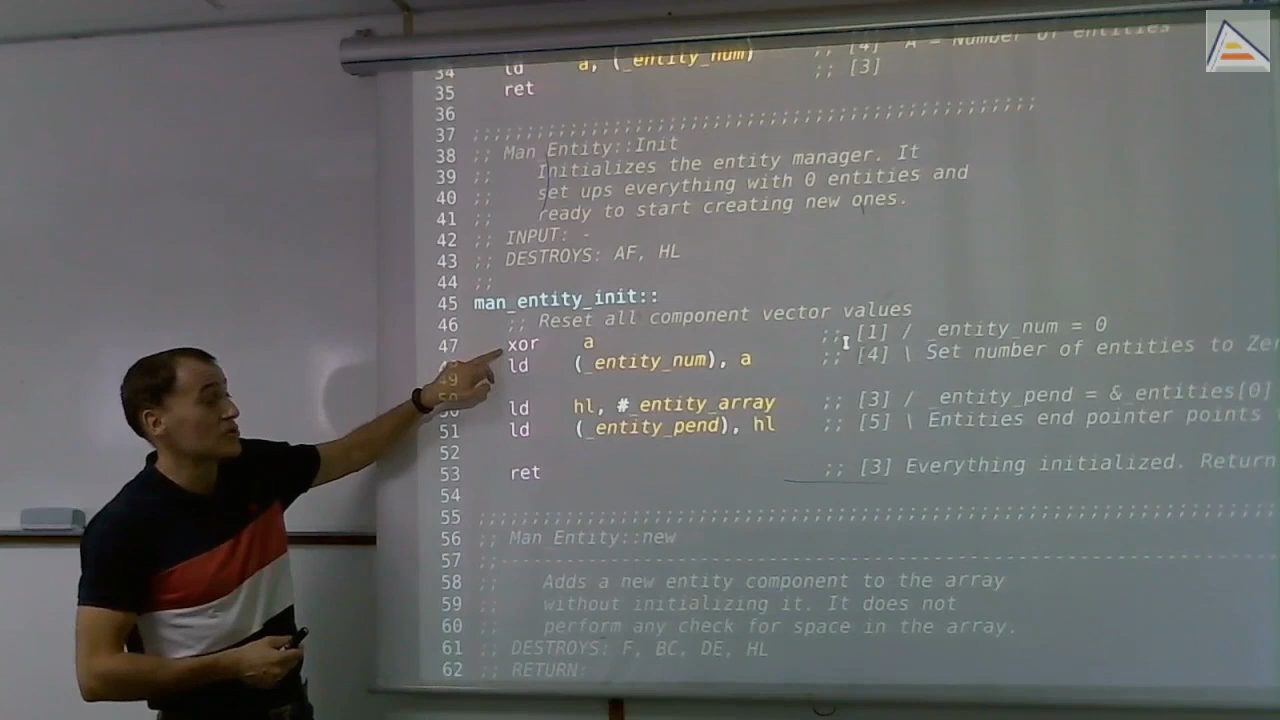 34 ld a, (_entity_num) ;; [4] A = Number of entities
35 ret ;; [3]
36
37 ;;;;;;;;;;;;;;;;;;;;;;;;;;;;;;;;;;;;;;;;;;;;;;;;;;;;;
38 ;; Man Entity::Init
39 ;; Initializes the entity manager. It
40 ;; set ups everything with 0 entities and
41 ;; ready to start creating new ones.
42 ;; INPUT: -
43 ;; DESTROYS: AF, HL
44 ;;
45 man_entity_init::
46 ;; Reset all component vector values
47 xor a ;; [1] / _entity_num = 0
48 ld (_entity_num), a ;; [4] \ Set number of entities to Zer
49
50 ld hl, #_entity_array ;; [3] / _entity_pend = &_entities[0]
51 ld (_entity_pend), hl ;; [5] \ Entities end pointer points
52
53 ret ;; [3] Everything initialized. Return
54
55 ;;;;;;;;;;;;;;;;;;;;;;;;;;;;;;;;;;;;;;;;;;;;;;;;;;;;;;;;;;;;;;;;;;;;;;;;;
56 ;; Man Entity::new
57 ;;-----------------------------------------------------------------------
58 ;; Adds a new entity component to the array
59 ;; without initializing it. It does not
60 ;; perform any check for space in the array.
61 ;; DESTROYS: F, BC, DE, HL
62 ;; RETURN: